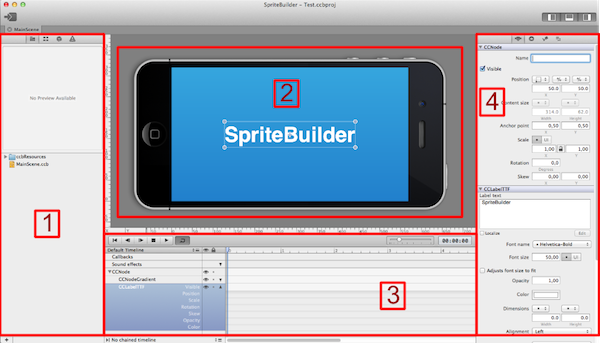 SpriteBuilder – Test.ccbproj
MainScene
No Preview Available
ccbResources
MainScene.ccb
1
2
SpriteBuilder
00:00:00
Default Timeline
Callbacks
Sound effects
CCNode
CCNodeGradient
CCLabelTTF
Visible
Position
Scale
Rotation
Skew
Opacity
Color
No chained timeline
3
4
CCNode
Name
Visible
Position
50.0 50.0
X Y
Content size
314.0 62.0
Width Height
Anchor point 0,50 0,50
X Y
Scale
1,00 1,00
X Y
Rotation 0,0
Degrees
Skew 0,00 0,00
X Y
CCLabelTTF
Label text
SpriteBuilder
Localize Edit
Font name Helvetica-Bold
Font size 50,00
Adjusts font size to fit
Opacity 1,00
Color
Dimensions
0.0 0.0
Width Height
Alignment Left